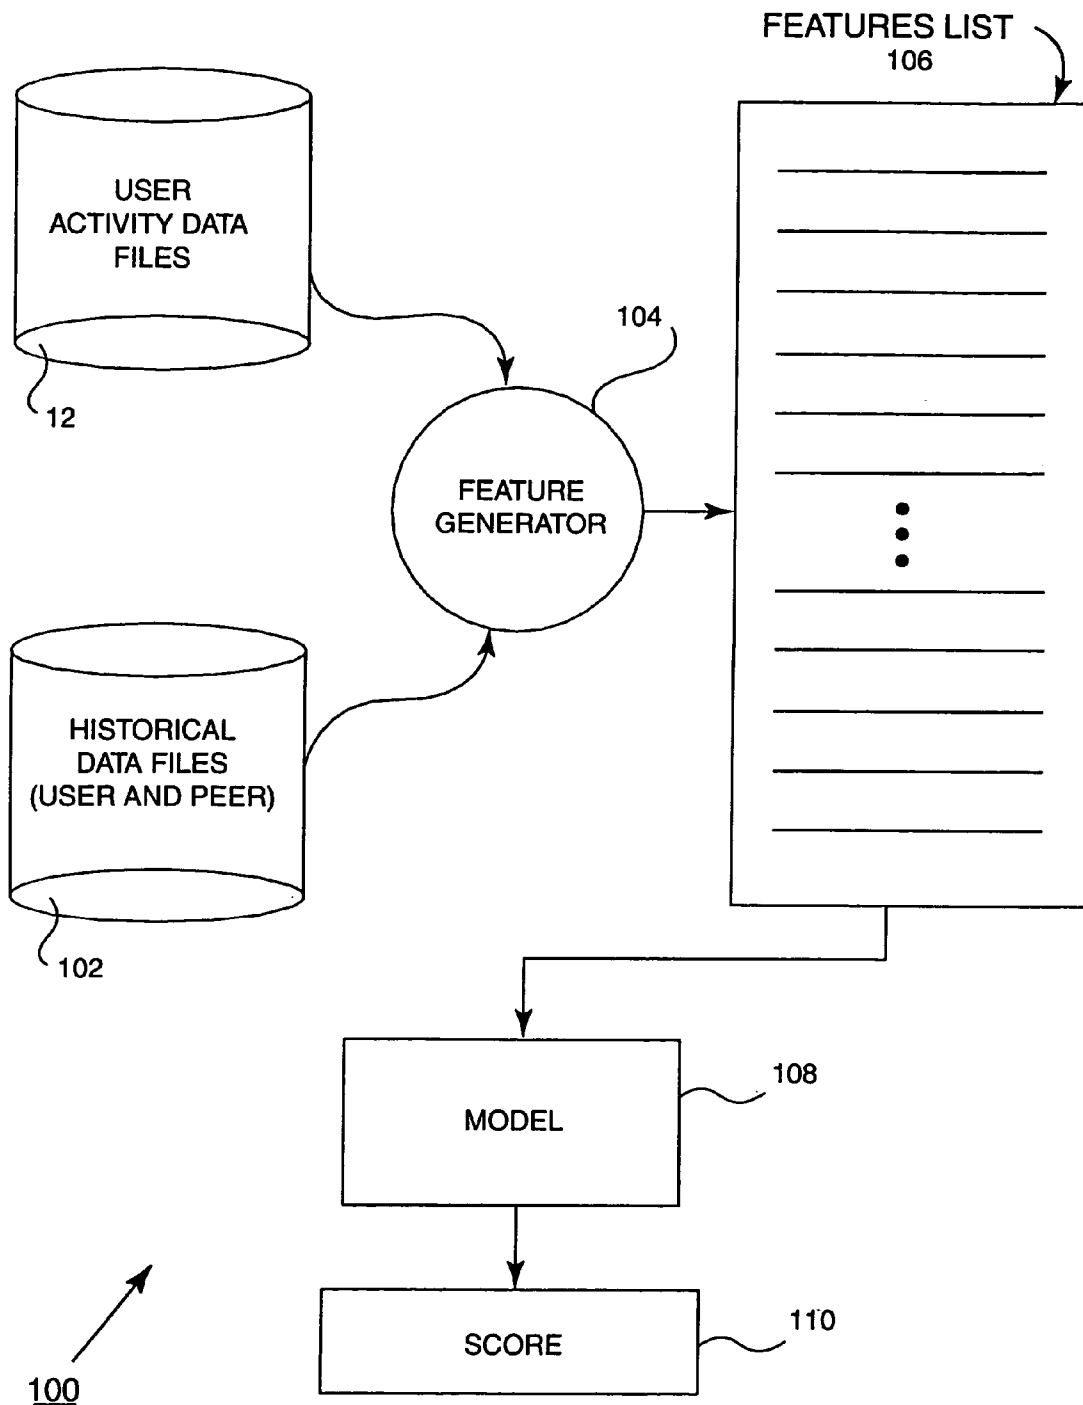 FEATURES LIST
106
USER
ACTIVITY DATA
FILES
12
104
FEATURE
GENERATOR
HISTORICAL
DATA FILES
(USER AND PEER)
102
MODEL
108
SCORE
110
100